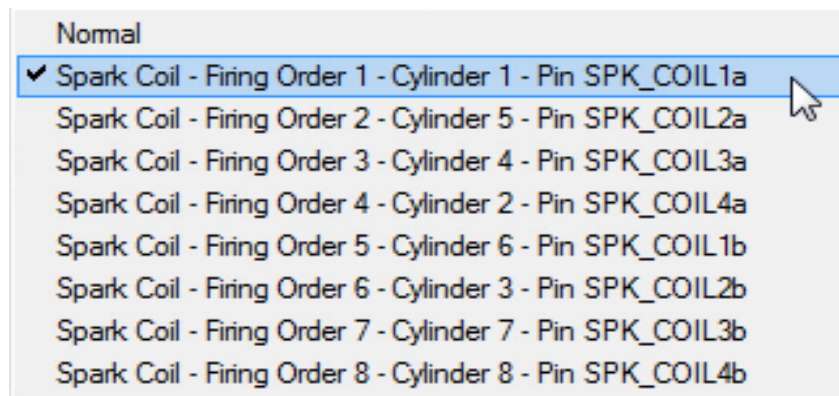 Normal
✔ Spark Coil - Firing Order 1 - Cylinder 1 - Pin SPK_COIL1a
Spark Coil - Firing Order 2 - Cylinder 5 - Pin SPK_COIL2a
Spark Coil - Firing Order 3 - Cylinder 4 - Pin SPK_COIL3a
Spark Coil - Firing Order 4 - Cylinder 2 - Pin SPK_COIL4a
Spark Coil - Firing Order 5 - Cylinder 6 - Pin SPK_COIL1b
Spark Coil - Firing Order 6 - Cylinder 3 - Pin SPK_COIL2b
Spark Coil - Firing Order 7 - Cylinder 7 - Pin SPK_COIL3b
Spark Coil - Firing Order 8 - Cylinder 8 - Pin SPK_COIL4b